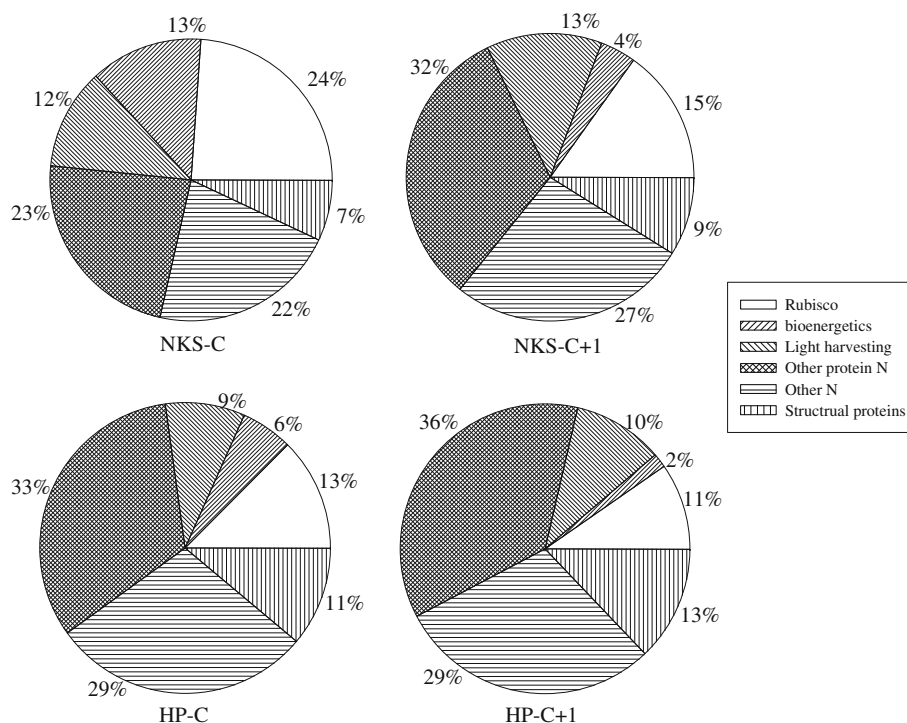 13%
24%
12%
23%
7%
22%
NKS-C
13%
4%
32%
15%
9%
27%
NKS-C+1
Rubisco
bioenergetics
Light harvesting
Other protein N
Other N
Structrual proteins
9%
6%
33%
13%
11%
29%
HP-C
36%
10%
2%
11%
13%
29%
HP-C+1